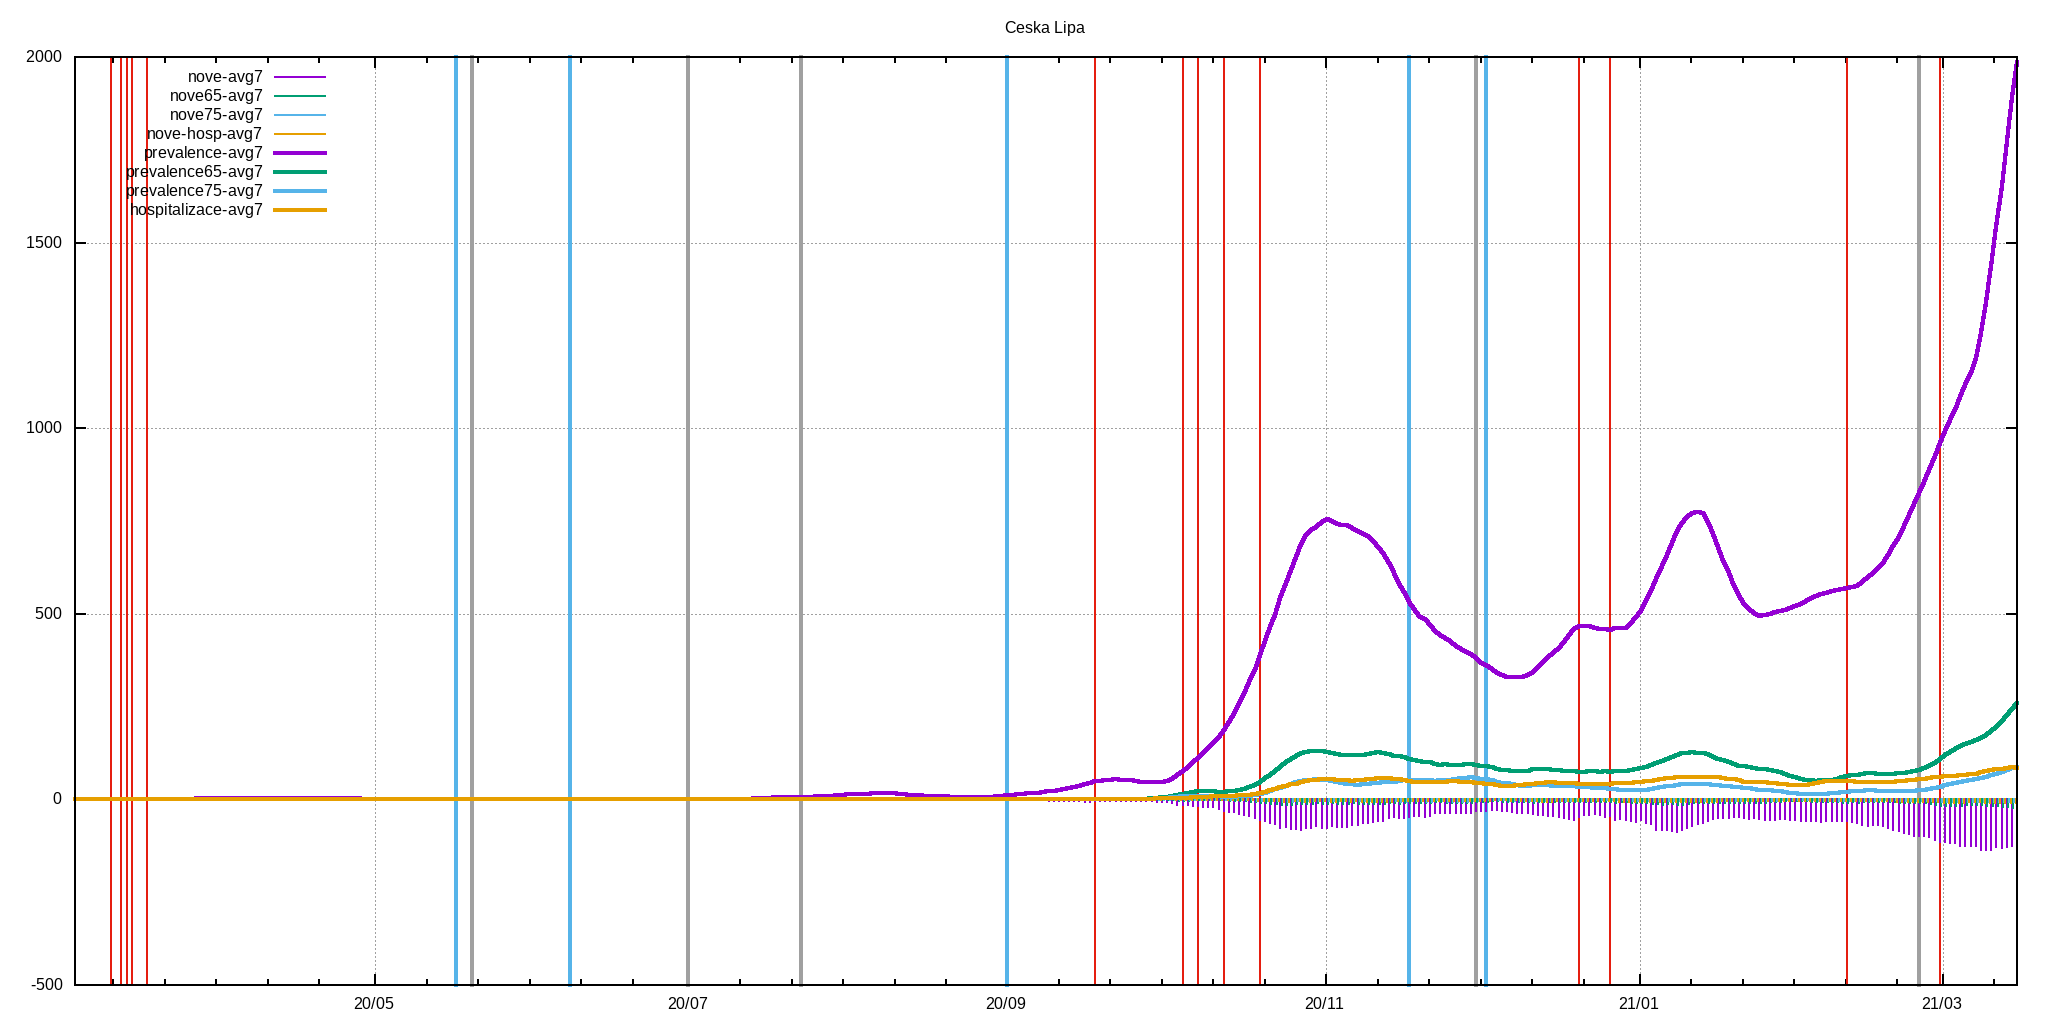 Ceska Lipa
2000
1500
1000
500
0
-500
nove-avg7
nove65-avg7
nove75-avg7
nove-hosp-avg7
prevalence-avg7
prevalence65-avg7
prevalence75-avg7
hospitalizace-avg7
20/05 20/07 20/09 20/11 21/01 21/03